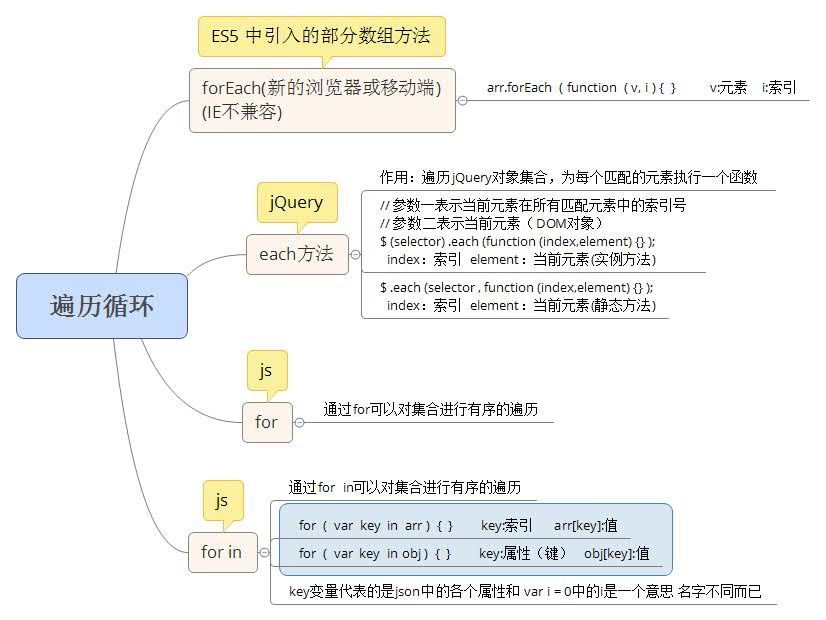 ES5 中引入的部分数组方法
forEach(新的浏览器或移动端)
(IE不兼容)
arr.forEach ( function ( v, i ) { } v:元素 i:索引
作用：遍历jQuery对象集合，为每个匹配的元素执行一个函数
jQuery
// 参数一表示当前元素在所有匹配元素中的索引号
// 参数二表示当前元素（ DOM对象）
$ (selector) .each (function (index,element) {} );
index：索引 element：当前元素(实例方法)
each方法
$ .each (selector , function (index,element) {} );
index：索引 element：当前元素(静态方法)
遍历循环
js
for
通过for可以对集合进行有序的遍历
js
通过for in可以对集合进行有序的遍历
for ( var key in arr ) { } key:索引 arr[key]:值
for in
for ( var key in obj ) { } key:属性（键） obj[key]:值
key变量代表的是json中的各个属性和 var i = 0中的i是一个意思 名字不同而已